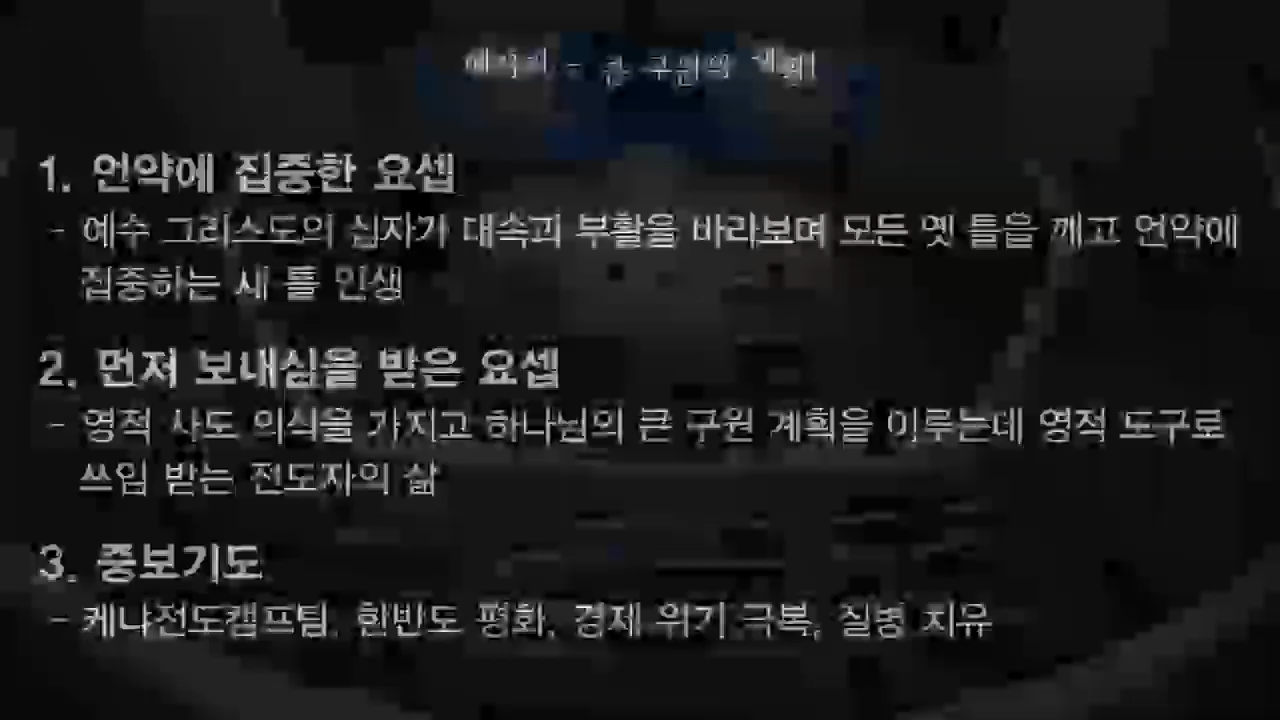 큰 구원의 계획!
1. 언약에 집중한 요셉
- 예수 그리스도의 십자가 대속과 부활을 바라보며 모든 옛 틀을 깨고 언약에
집중하는 새 틀 인생
2. 먼저 보내심을 받은 요셉
- 영적 사도 의식을 가지고 하나님의 큰 구원 계획을 이루는데 영적 도구로
쓰임 받는 전도자의 삶
3. 중보기도
- 케냐전도캠프팀, 한반도 평화, 경제 위기 극복, 질병 치유